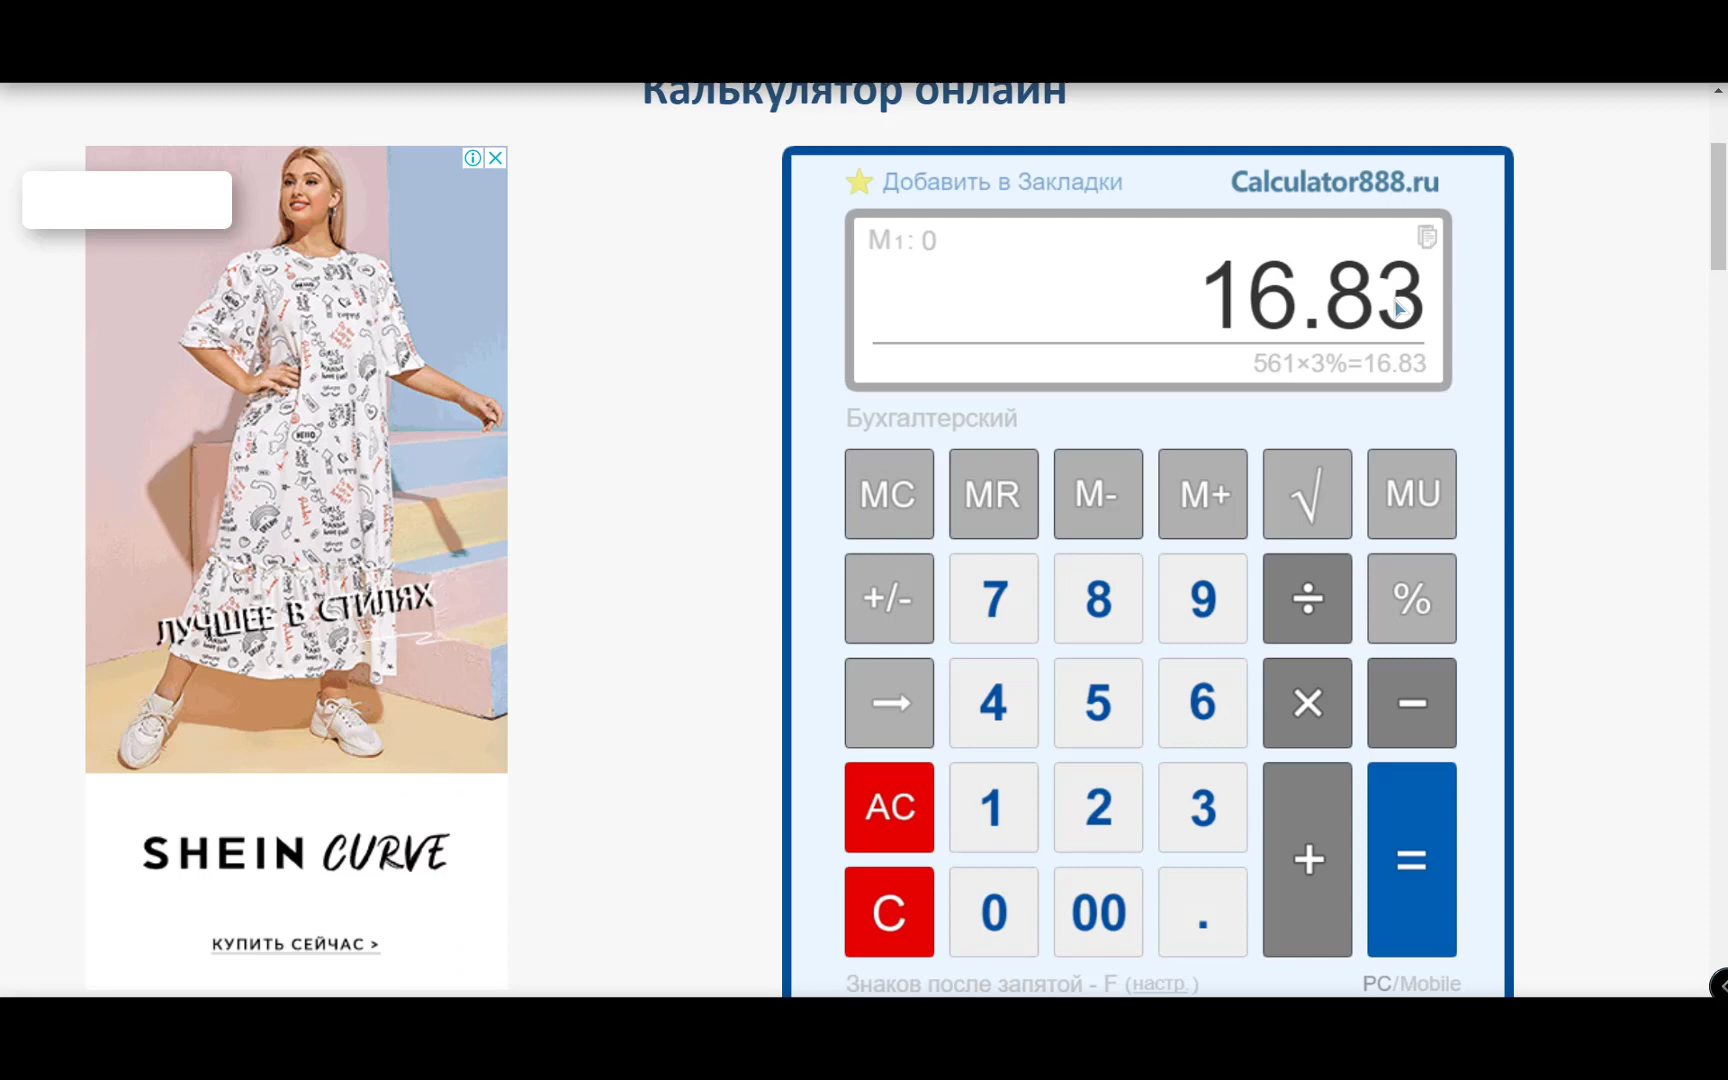 Калькулятор онлайн
Добавить в Закладки
Calculator888.ru
M1: 0
16.83
561×3%=16.83
Бухгалтерский
MC MR M- M+ √ MU
+/- 7 8 9 ÷ %
→ 4 5 6 × −
AC 1 2 3
+ =
C 0 00 .
Знаков после запятой - F (настр.)
PC/Mobile
ЛУЧШЕЕ В СТИЛЯХ
SHEIN CURVE
КУПИТЬ СЕЙЧАС >